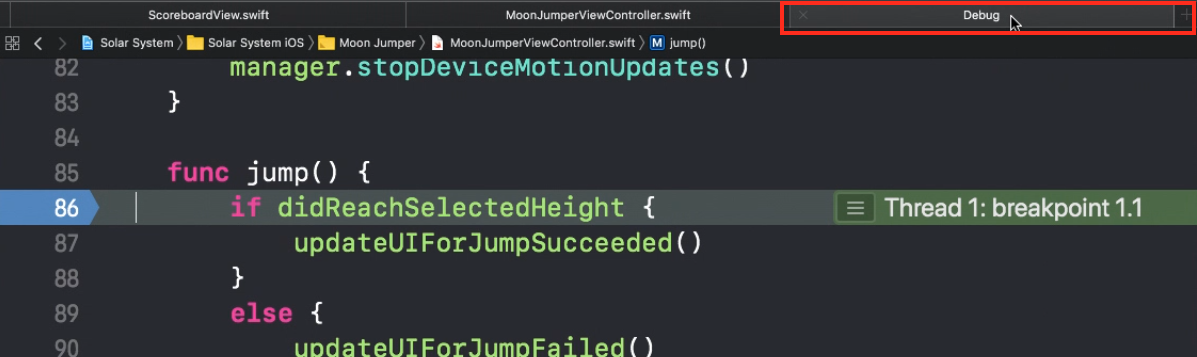 ScoreboardView.swift
MoonJumperViewController.swift
Debug
Solar System 〉 Solar System iOS 〉 Moon Jumper 〉 MoonJumperViewController.swift 〉 M jump()
82 manager.stopDeviceMotionUpdates()
83 }
84
85 func jump() {
86 if didReachSelectedHeight { Thread 1: breakpoint 1.1
87 updateUIForJumpSucceeded()
88 }
89 else {
90 updateUIForJumpFailed()